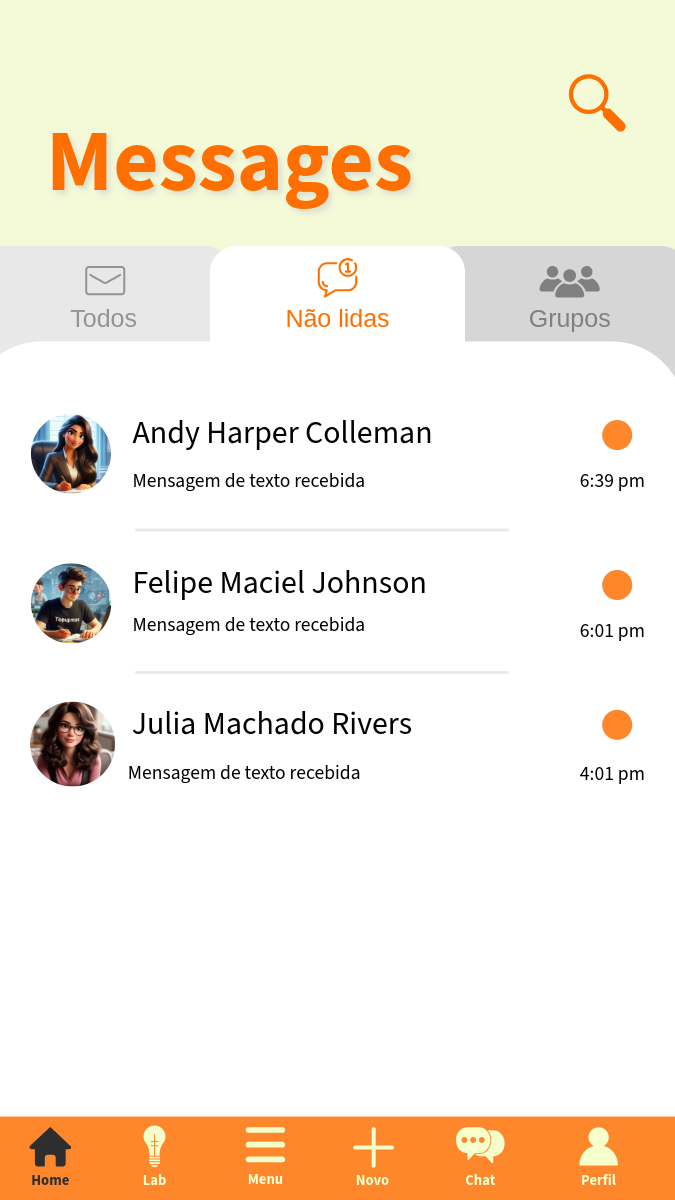 Messages
1
Todos
Não lidas
Grupos
Andy Harper Colleman
Mensagem de texto recebida
6:39 pm
Felipe Maciel Johnson
Mensagem de texto recebida
6:01 pm
Julia Machado Rivers
Mensagem de texto recebida
4:01 pm
Home
Lab
Menu
Novo
Chat
Perfil